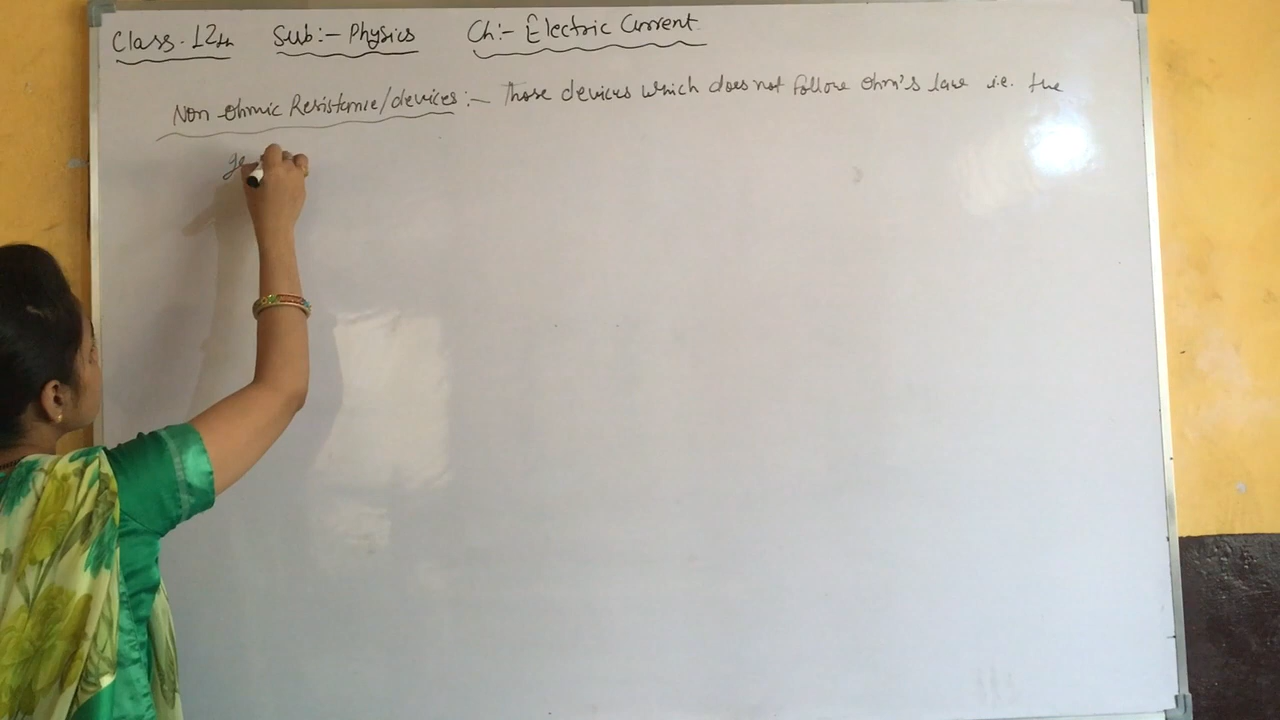 Class. 12th Sub:- Physics Ch:- Electric Current
Non ohmic Resistance/devices :- Those devices which does not follow ohm's law i.e. the